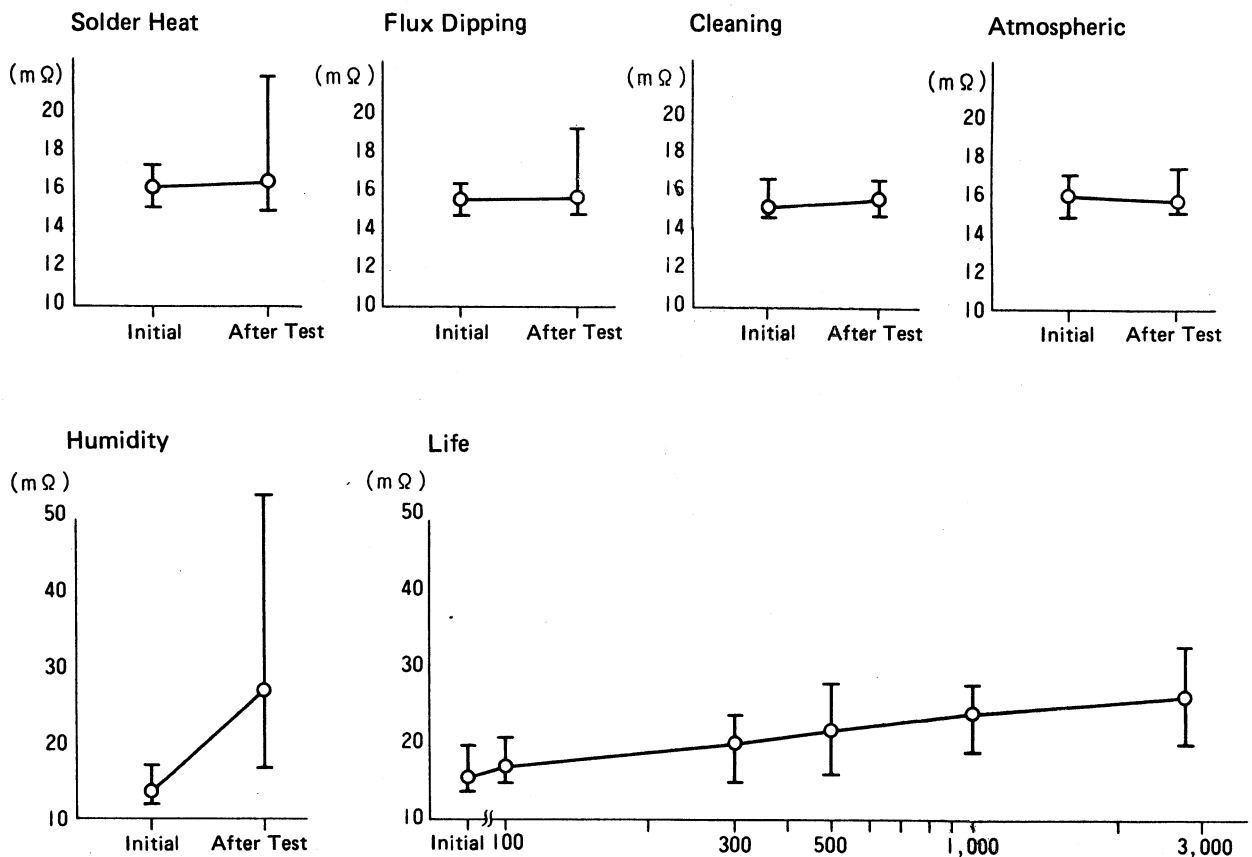 Solder Heat
(mΩ)
20
18
16
14
12
10
Initial After Test
Flux Dipping
(mΩ)
20
18
16
14
12
10
Initial After Test
Cleaning
(mΩ)
20
18
16
14
12
10
Initial After Test
Atmospheric
(mΩ)
20
18
16
14
12
10
Initial After Test
Humidity
(mΩ)
50
40
30
20
10
Initial After Test
Life
(mΩ)
50
40
30
20
10
Initial 100 300 500 1,000 3,000